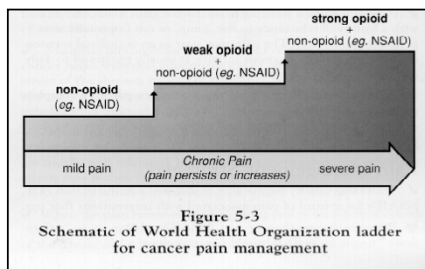 strong opioid
+
non-opioid (eg. NSAID)
weak opioid
+
non-opioid (eg. NSAID)
non-opioid
(eg. NSAID)
mild pain
Chronic Pain
(pain persists or increases)
severe pain
Figure 5-3
Schematic of World Health Organization ladder
for cancer pain management